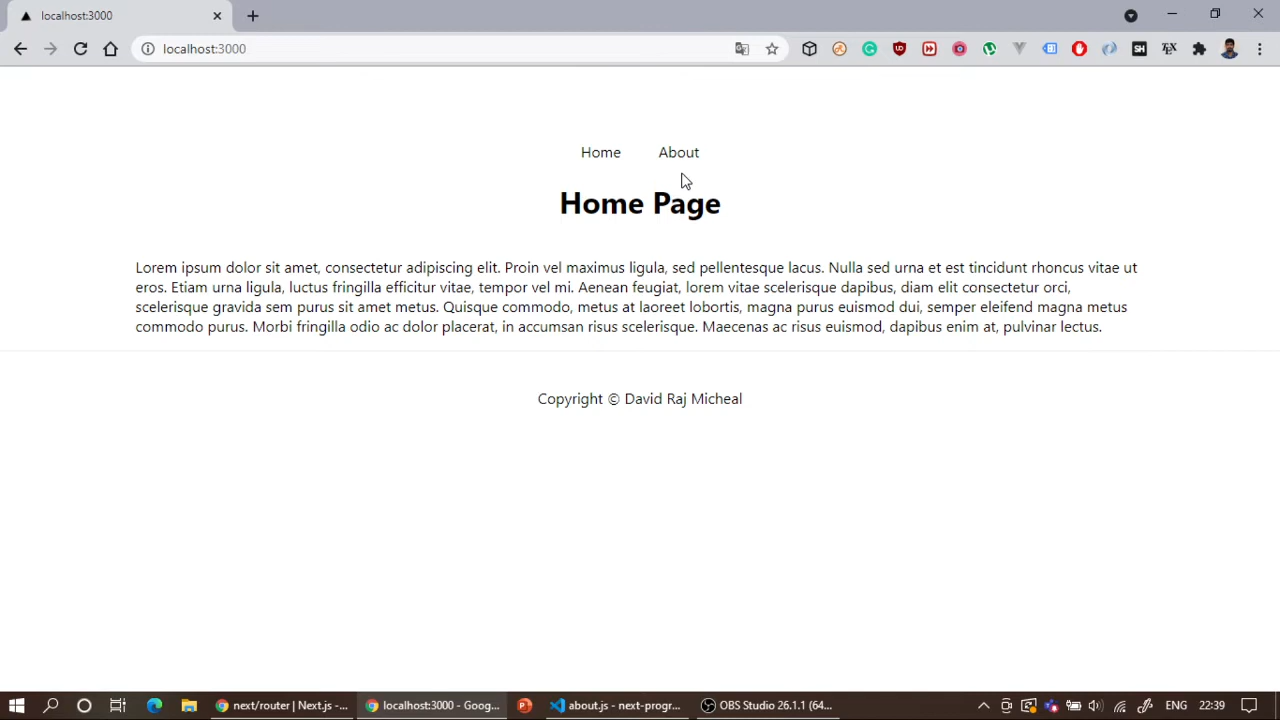 localhost:3000
localhost:3000
Home About
Home Page
Lorem ipsum dolor sit amet, consectetur adipiscing elit. Proin vel maximus ligula, sed pellentesque lacus. Nulla sed urna et est tincidunt rhoncus vitae ut
eros. Etiam urna ligula, luctus fringilla efficitur vitae, tempor vel mi. Aenean feugiat, lorem vitae scelerisque dapibus, diam elit consectetur orci,
scelerisque gravida sem purus sit amet metus. Quisque commodo, metus at laoreet lobortis, magna purus euismod dui, semper eleifend magna metus
commodo purus. Morbi fringilla odio ac dolor placerat, in accumsan risus scelerisque. Maecenas ac risus euismod, dapibus enim at, pulvinar lectus.
Copyright © David Raj Micheal
next/router | Next.js -... localhost:3000 - Goog... about.js - next-progr... OBS Studio 26.1.1 (64... ENG 22:39